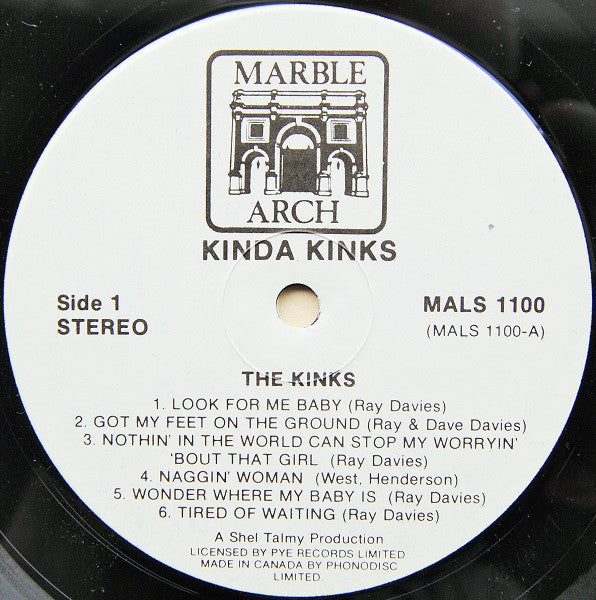 MARBLE
ARCH
KINDA KINKS
Side 1
STEREO
MALS 1100
(MALS 1100-A)
THE KINKS
1. LOOK FOR ME BABY (Ray Davies)
2. GOT MY FEET ON THE GROUND (Ray & Dave Davies)
3. NOTHIN' IN THE WORLD CAN STOP MY WORRYIN'
'BOUT THAT GIRL (Ray Davies)
4. NAGGIN' WOMAN (West, Henderson)
5. WONDER WHERE MY BABY IS (Ray Davies)
6. TIRED OF WAITING (Ray Davies)
A Shel Talmy Production
LICENSED BY PYE RECORDS LIMITED
MADE IN CANADA BY PHONODISC
LIMITED.